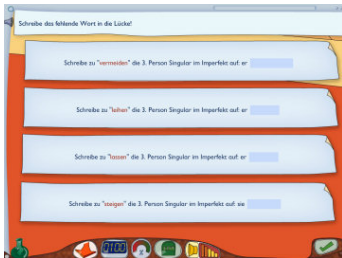 Schreibe das fehlende Wort in die Lücke!
Schreibe zu "vermeiden" die 3. Person Singular im Imperfekt auf: er
Schreibe zu "leihen" die 3. Person Singular im Imperfekt auf: er
Schreibe zu "lassen" die 3. Person Singular im Imperfekt auf: er
Schreibe zu "steigen" die 3. Person Singular im Imperfekt auf: sie